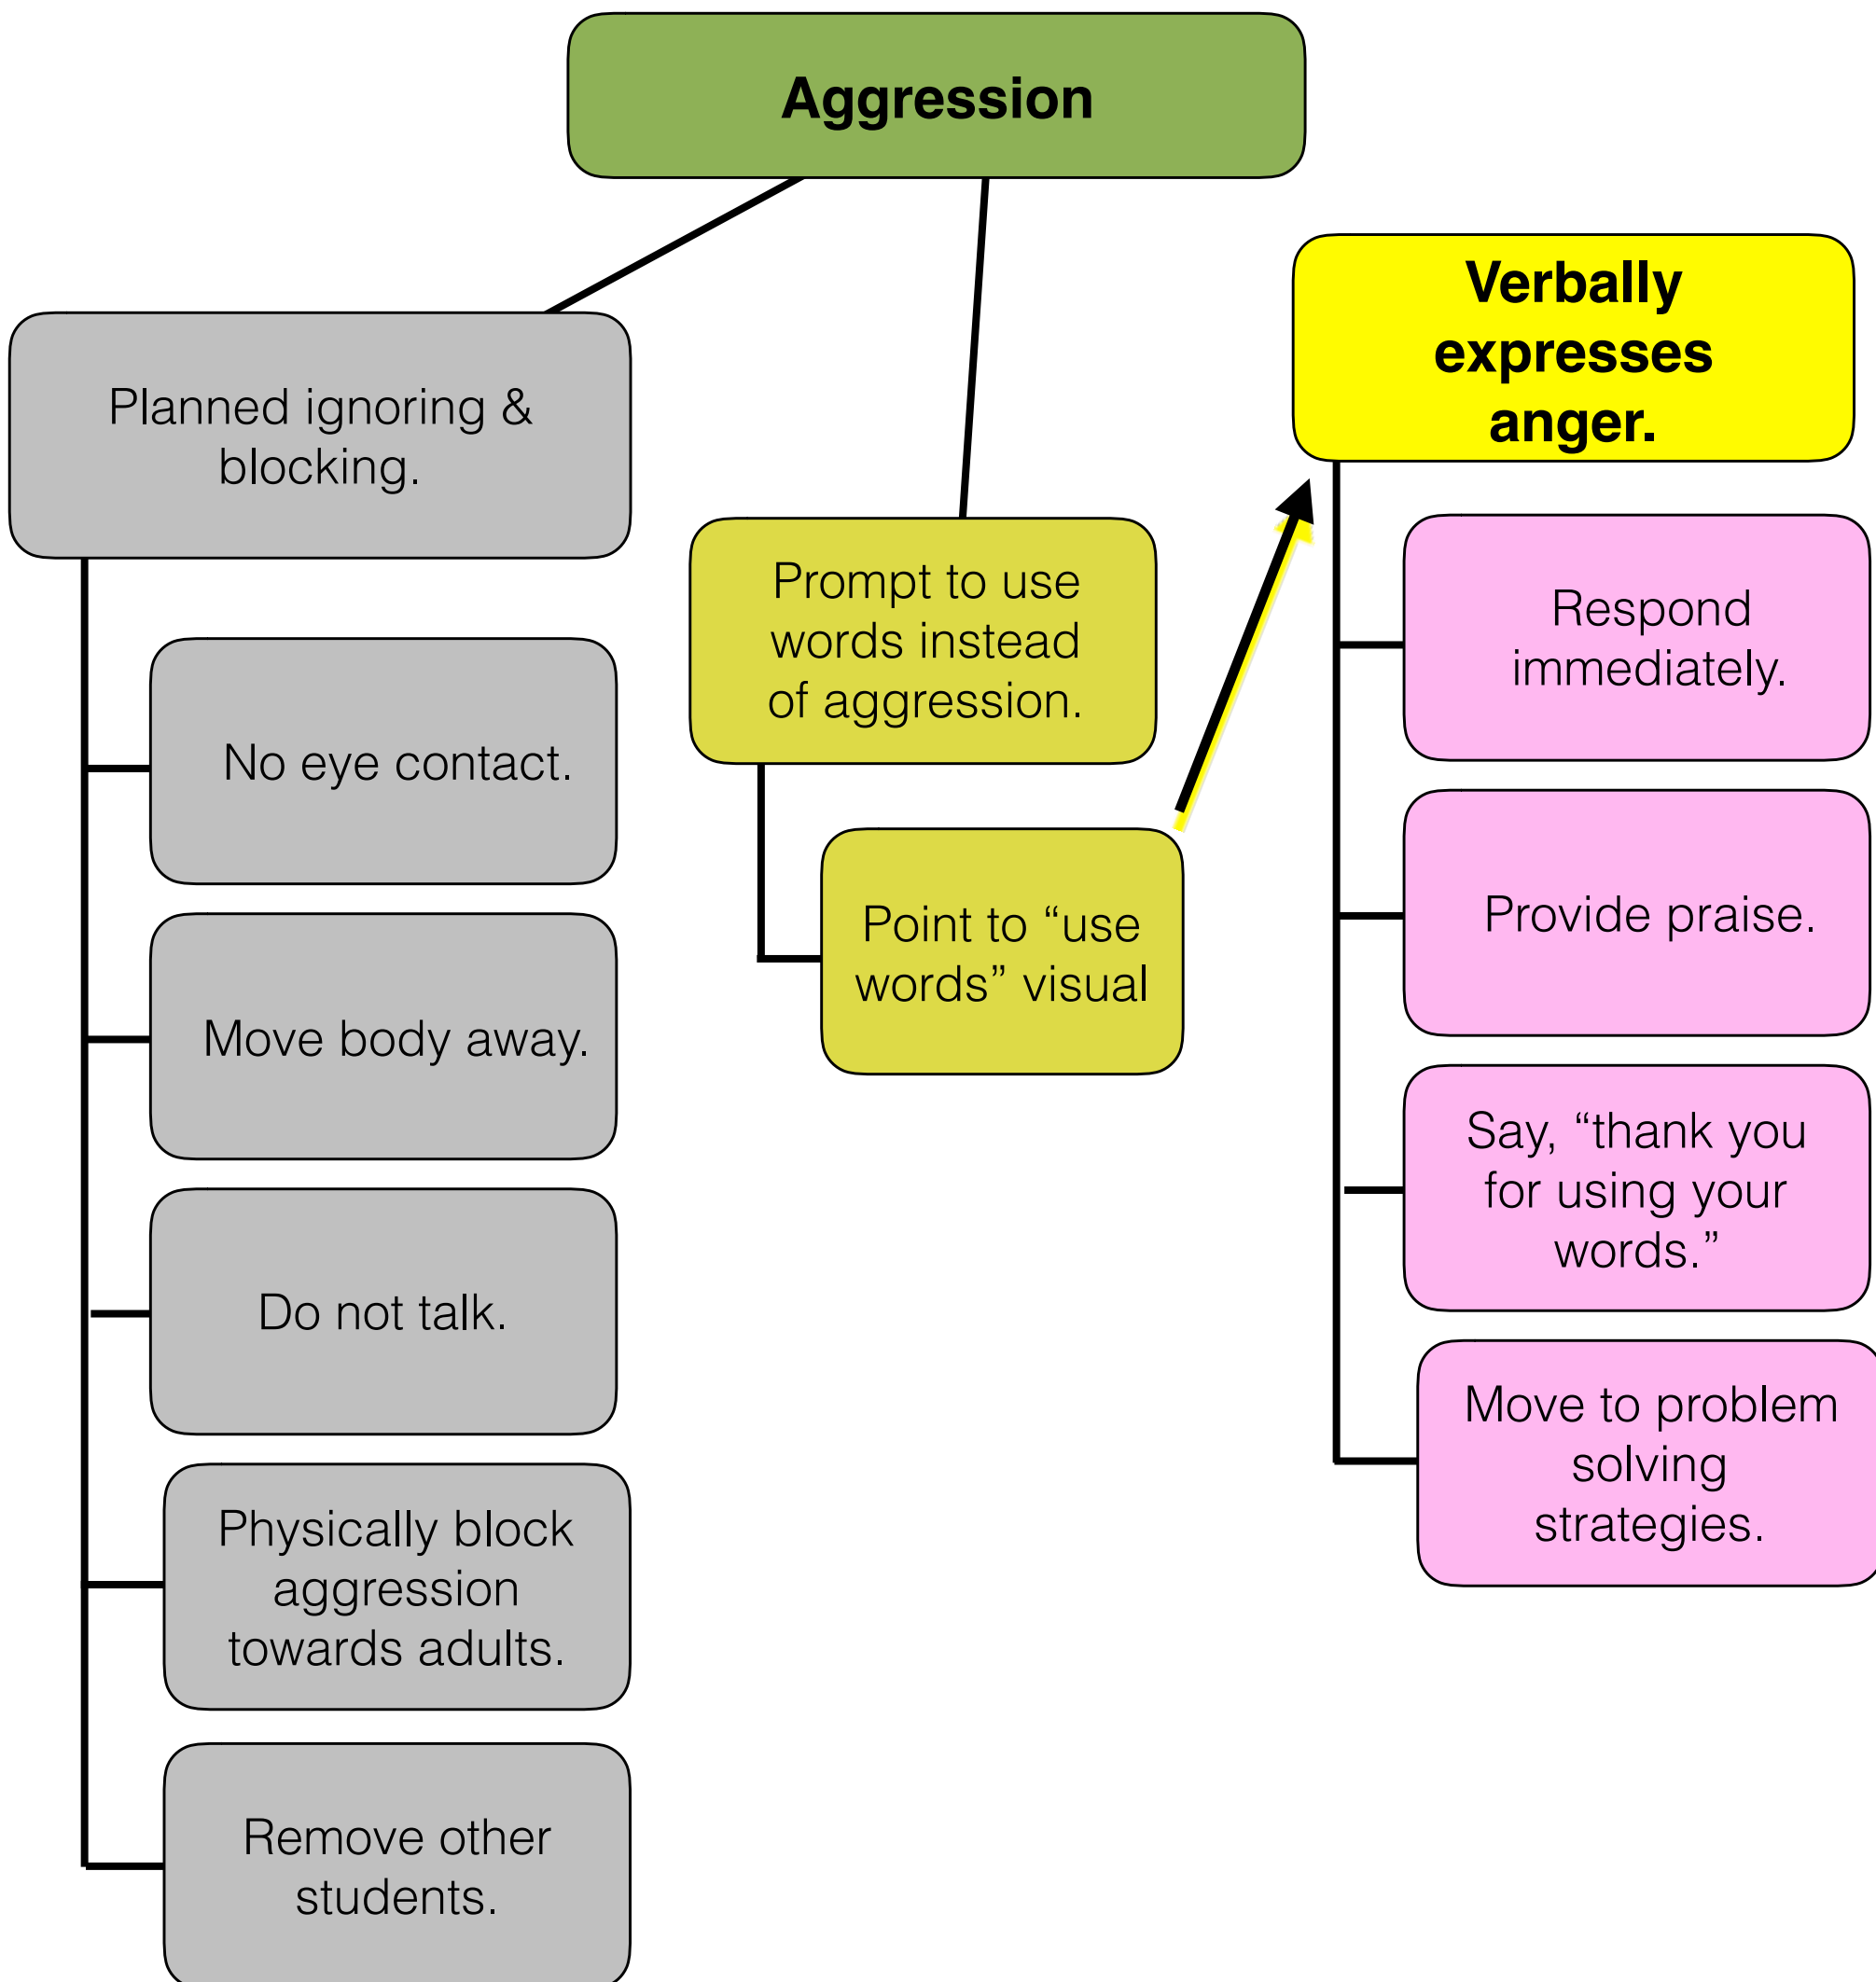 Aggression
Planned ignoring &
blocking.
No eye contact.
Move body away.
Do not talk.
Physically block
aggression
towards adults.
Remove other
students.
Prompt to use
words instead
of aggression.
Point to “use
words” visual
Verbally
expresses
anger.
Respond
immediately.
Provide praise.
Say, “thank you
for using your
words.”
Move to problem
solving
strategies.